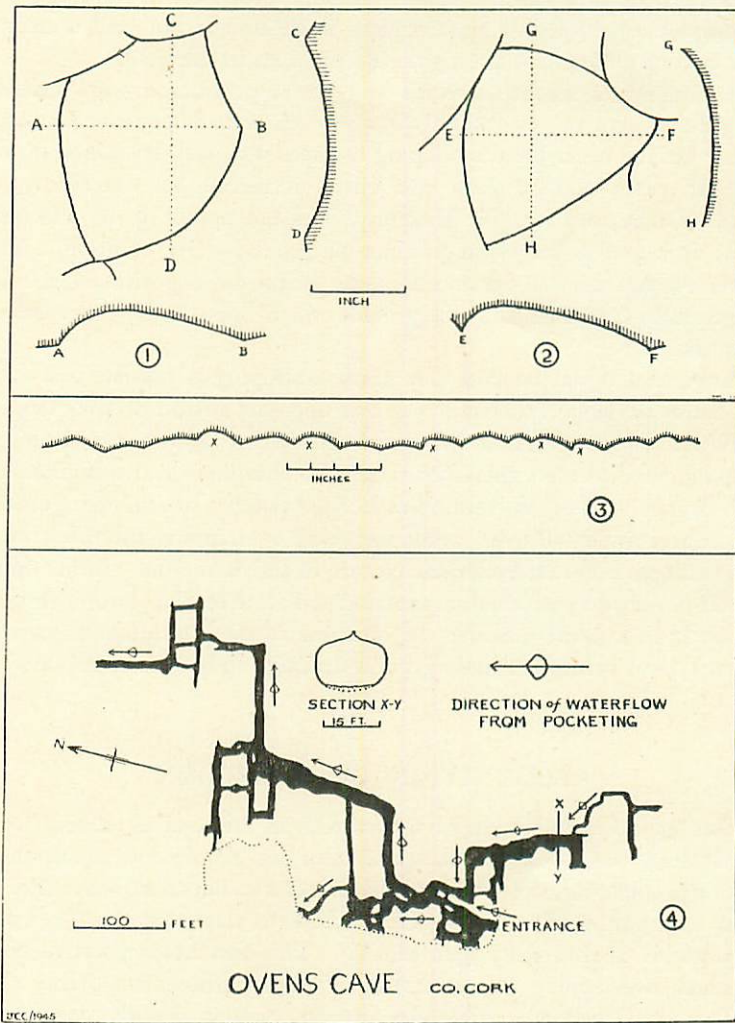 C
A
B
D
C
D
INCH
A
B
1
G
E
F
H
G
H
E
F
2
X
X
X
X
X
INCHES
3
SECTION X-Y
15 FT.
DIRECTION of WATERFLOW
FROM POCKETING
N
X
Y
100 FEET
ENTRANCE
4
OVENS CAVE CO. CORK
/1945